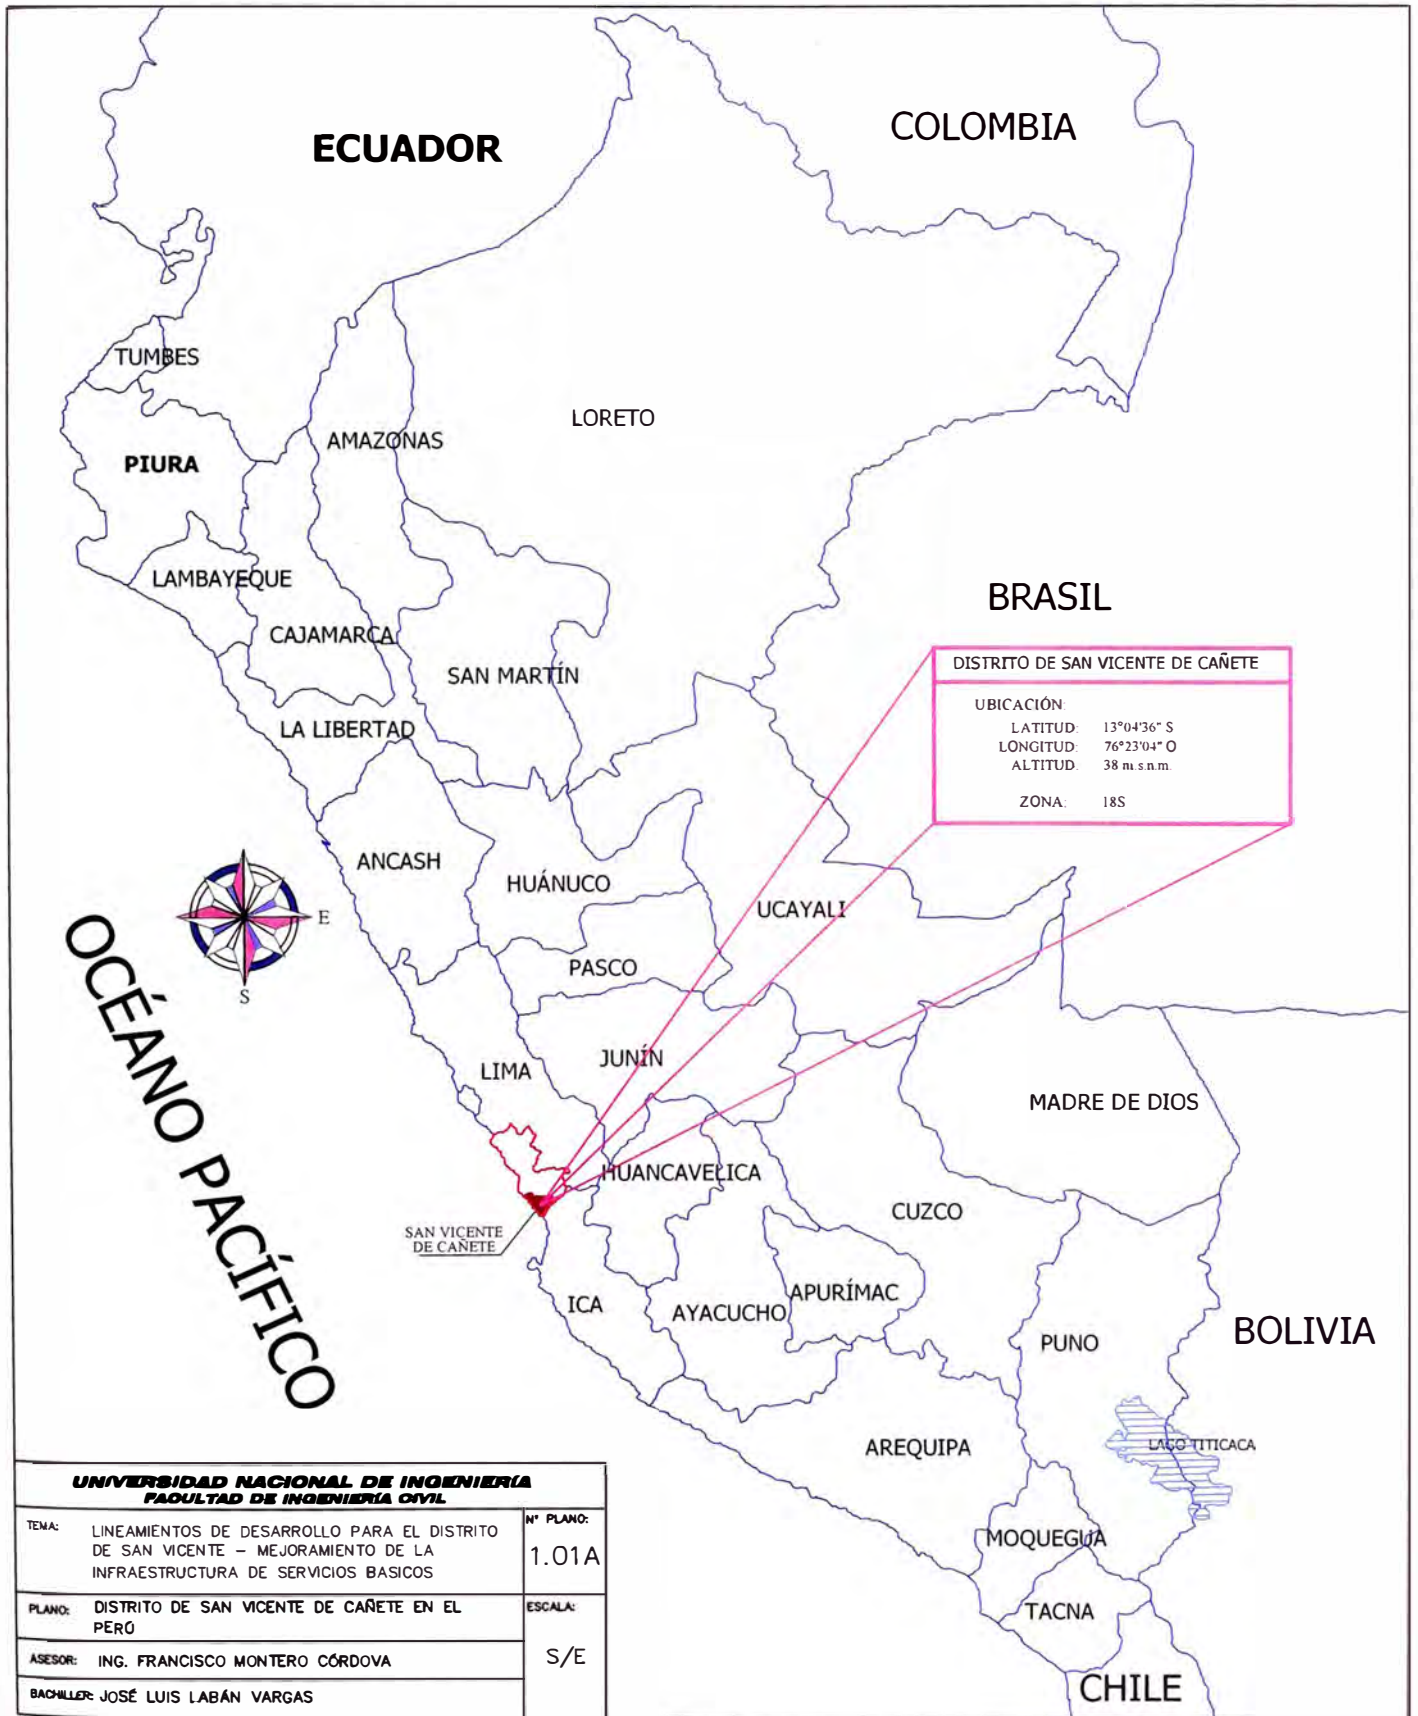 ECUADOR
COLOMBIA
TUMBES
LORETO
AMAZONAS
PIURA
LAMBAYEQUE
BRASIL
CAJAMARCA
SAN MARTÍN
DISTRITO DE SAN VICENTE DE CAÑETE
UBICACIÓN:
LATITUD: 13°04'36" S
LONGITUD: 76°23'04" O
ALTITUD: 38 m.s.n.m.
ZONA: 18S
LA LIBERTAD
ANCASH
HUÁNUCO
UCAYALI
E
S
PASCO
OCÉANO PACÍFICO
JUNÍN
LIMA
MADRE DE DIOS
HUANCAVELICA
CUZCO
SAN VICENTE
DE CAÑETE
ICA
AYACUCHO
APURÍMAC
PUNO
BOLIVIA
AREQUIPA
LAGO TITICACA
MOQUEGUA
TACNA
CHILE
UNIVERSIDAD NACIONAL DE INGENIERÍA
FACULTAD DE INGENIERÍA CIVIL
TEMA: LINEAMIENTOS DE DESARROLLO PARA EL DISTRITO
DE SAN VICENTE – MEJORAMIENTO DE LA
INFRAESTRUCTURA DE SERVICIOS BASICOS
N° PLANO:
1.01A
PLANO: DISTRITO DE SAN VICENTE DE CAÑETE EN EL
PERÚ
ESCALA:
S/E
ASESOR: ING. FRANCISCO MONTERO CÓRDOVA
BACHILLER: JOSÉ LUIS LABÁN VARGAS